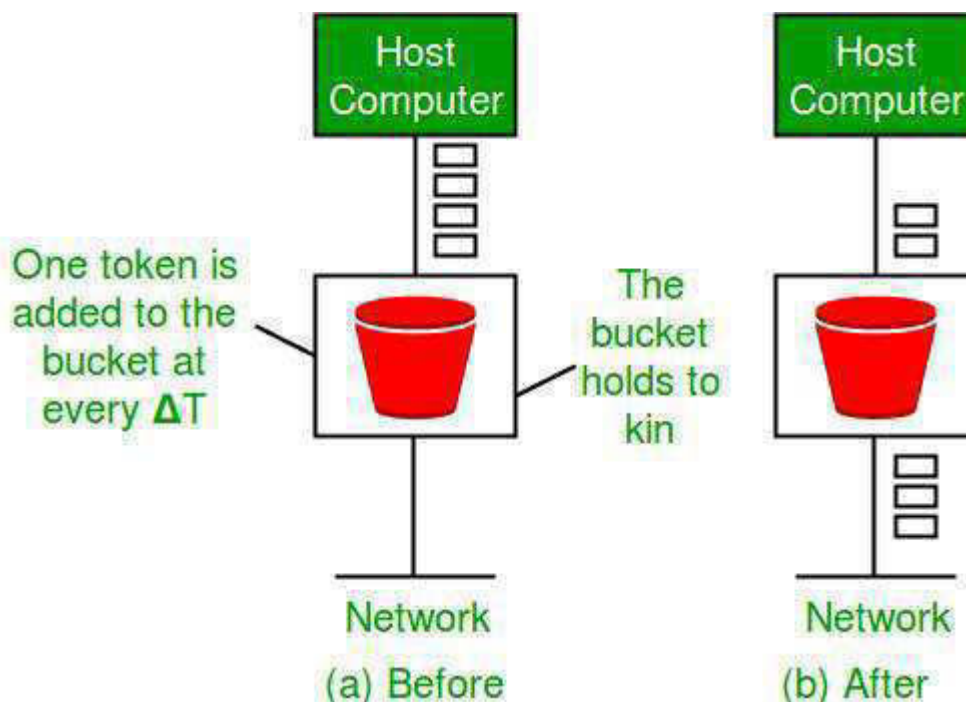 Host
Computer
One token is
added to the
bucket at
every ΔT
The
bucket
holds to
kin
Network
(a) Before
Host
Computer
Network
(b) After